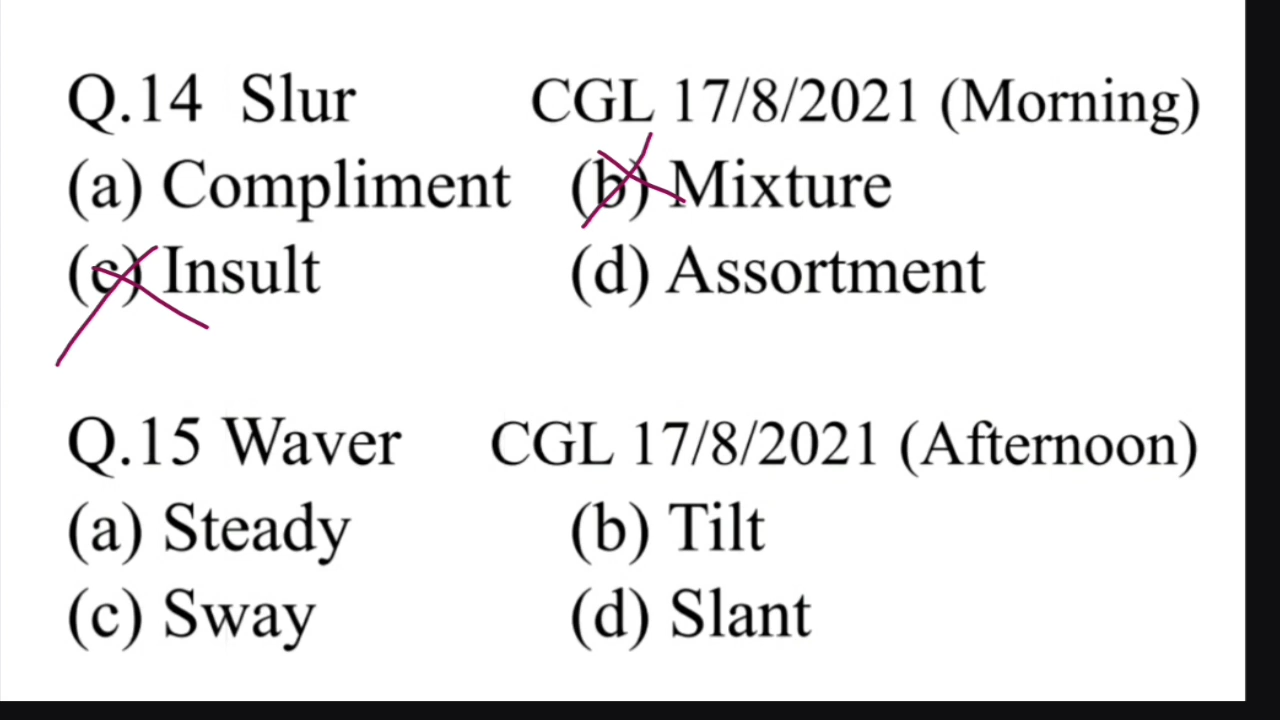 Q.14 Slur CGL 17/8/2021 (Morning)
(a) Compliment (b) Mixture
(c) Insult (d) Assortment
Q.15 Waver CGL 17/8/2021 (Afternoon)
(a) Steady (b) Tilt
(c) Sway (d) Slant